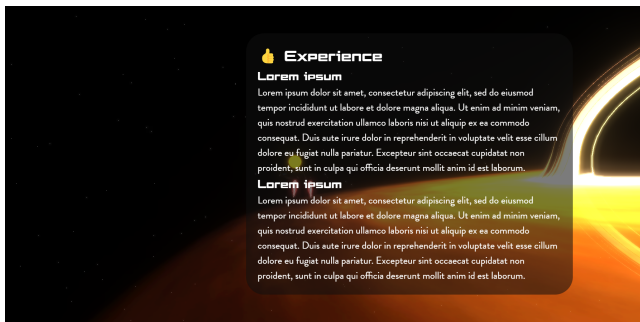 👍 Experience
Lorem ipsum
Lorem ipsum dolor sit amet, consectetur adipiscing elit, sed do eiusmod
tempor incididunt ut labore et dolore magna aliqua. Ut enim ad minim veniam,
quis nostrud exercitation ullamco laboris nisi ut aliquip ex ea commodo
consequat. Duis aute irure dolor in reprehenderit in voluptate velit esse cillum
dolore eu fugiat nulla pariatur. Excepteur sint occaecat cupidatat non
proident, sunt in culpa qui officia deserunt mollit anim id est laborum.
Lorem ipsum
Lorem ipsum dolor sit amet, consectetur adipiscing elit, sed do eiusmod
tempor incididunt ut labore et dolore magna aliqua. Ut enim ad minim veniam,
quis nostrud exercitation ullamco laboris nisi ut aliquip ex ea commodo
consequat. Duis aute irure dolor in reprehenderit in voluptate velit esse cillum
dolore eu fugiat nulla pariatur. Excepteur sint occaecat cupidatat non
proident, sunt in culpa qui officia deserunt mollit anim id est laborum.